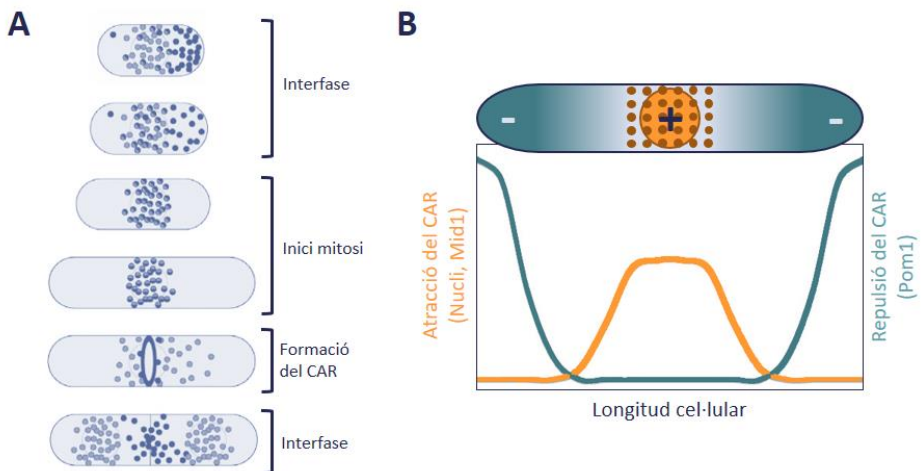 A
Interfase
Inici mitosi
Formació
del CAR
Interfase
B
-
+
-
Atracció del CAR
(Nucli, Mid1)
Repulsió del CAR
(Pom1)
Longitud cel·lular